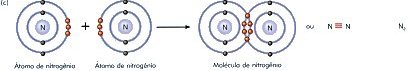 (c)
N + N N N ou N ≡ N N₂
Átomo de nitrogênio Átomo de nitrogênio Molécula de nitrogênio